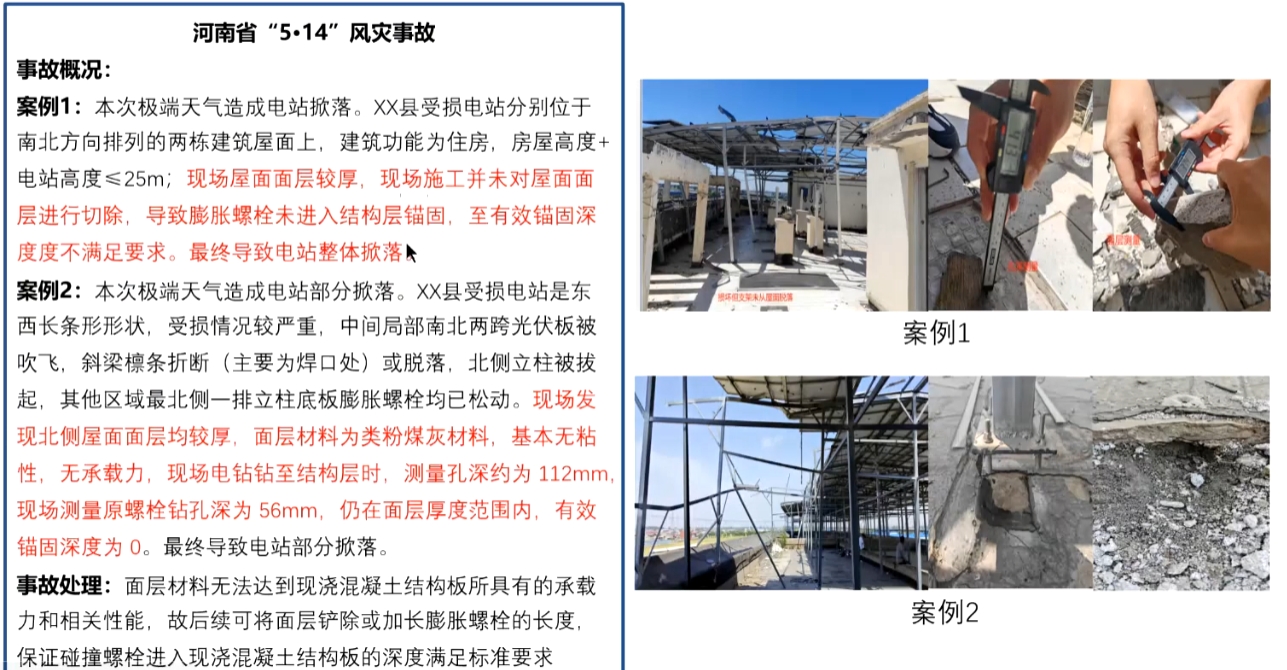 河南省“5•14”风灾事故
事故概况：
案例1：本次极端天气造成电站掀落。XX县受损电站分别位于
南北方向排列的两栋建筑屋面上，建筑功能为住房，房屋高度+
电站高度≤25m；现场屋面面层较厚，现场施工并未对屋面面
层进行切除，导致膨胀螺栓未进入结构层锚固，至有效锚固深
度度不满足要求。最终导致电站整体掀落
案例2：本次极端天气造成电站部分掀落。XX县受损电站是东
西长条形形状，受损情况较严重，中间局部南北两跨光伏板被
吹飞，斜梁檩条折断（主要为焊口处）或脱落，北侧立柱被拔
起，其他区域最北侧一排立柱底板膨胀螺栓均已松动。现场发
现北侧屋面面层均较厚，面层材料为类粉煤灰材料，基本无粘
性，无承载力，现场电钻钻至结构层时，测量孔深约为 112mm，
现场测量原螺栓钻孔深为 56mm，仍在面层厚度范围内，有效
锚固深度为 0。最终导致电站部分掀落。
事故处理：面层材料无法达到现浇混凝土结构板所具有的承载
力和相关性能，故后续可将面层铲除或加长膨胀螺栓的长度，
保证碰撞螺栓进入现浇混凝土结构板的深度满足标准要求
案例1
案例2